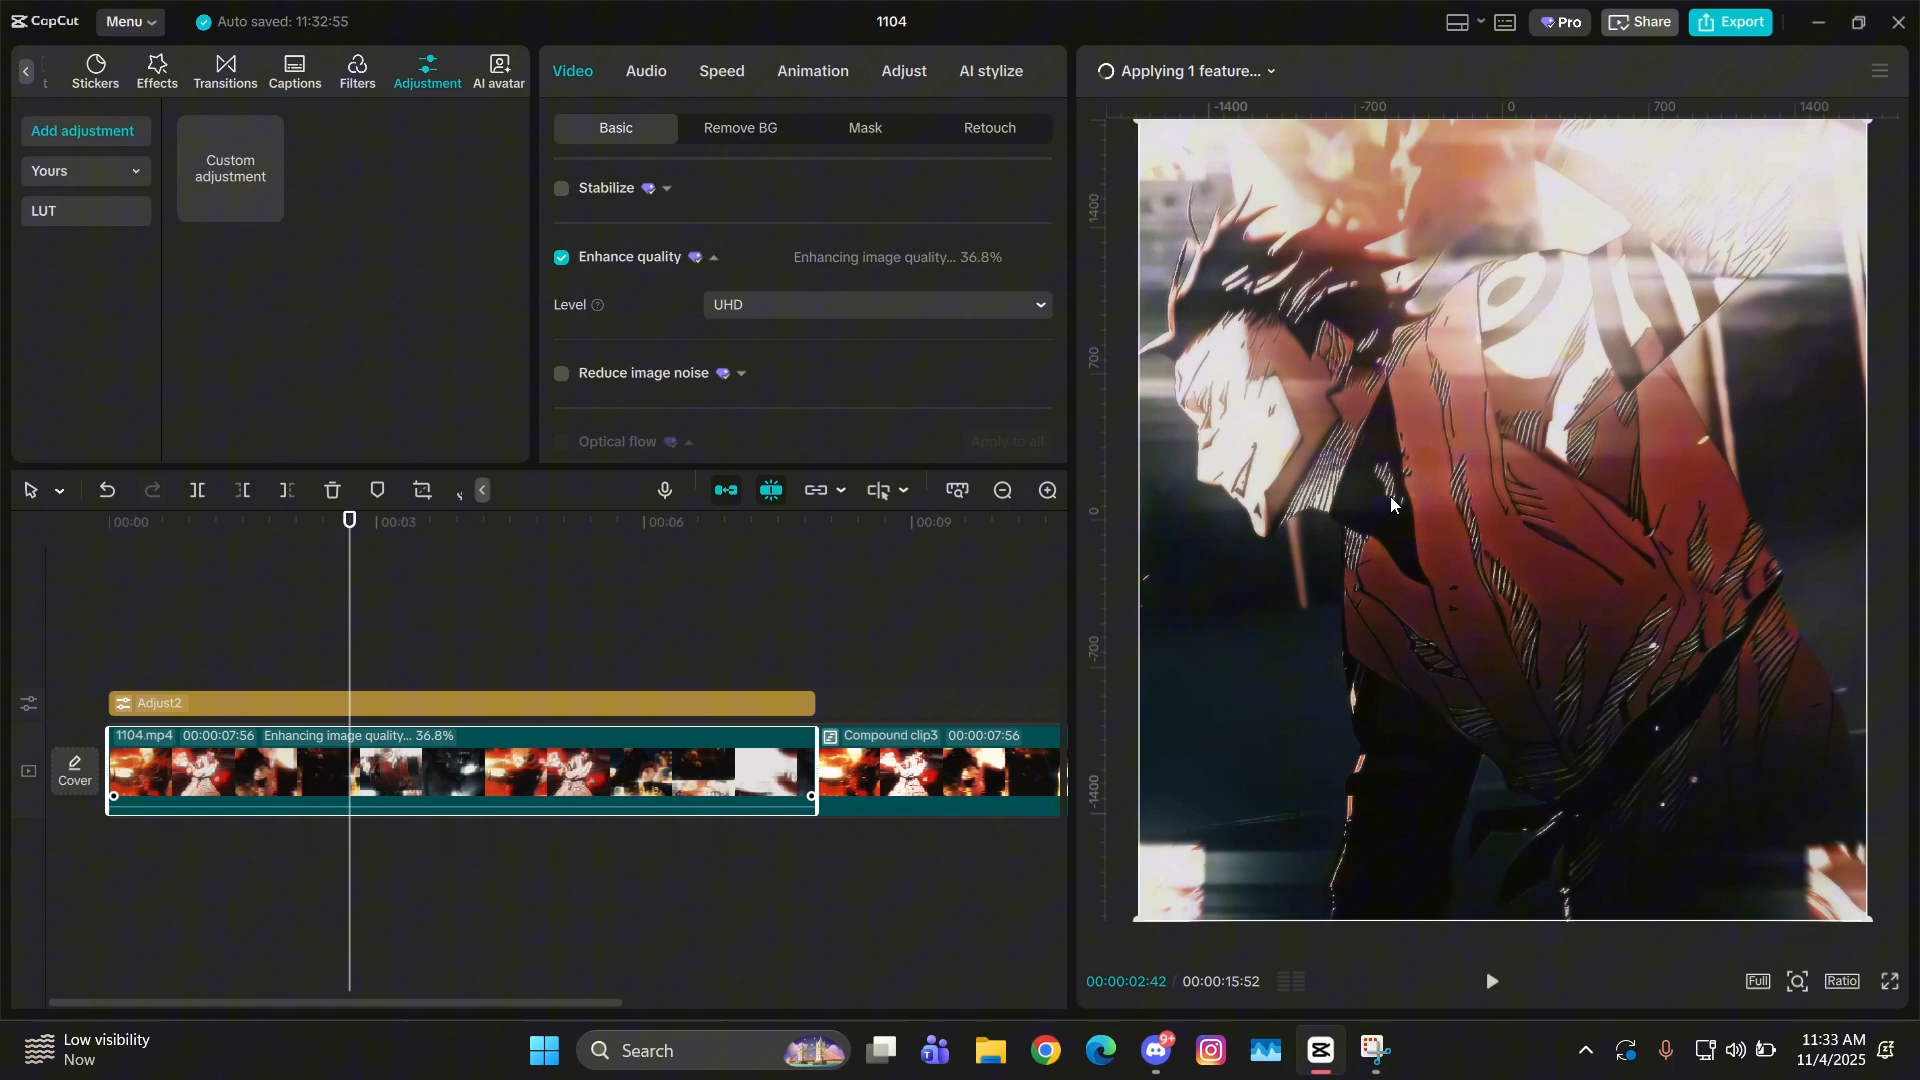 CapCut
Menu
Auto saved: 11:32:55
1104
Pro
Share
Export
t
Stickers
Effects
Transitions
Captions
Filters
Adjustment
AI avatar
Add adjustment
Yours
LUT
Custom
adjustment
Video
Audio
Speed
Animation
Adjust
AI stylize
Basic
Remove BG
Mask
Retouch
Stabilize
Enhance quality
Enhancing image quality... 36.8%
Level
UHD
Reduce image noise
Optical flow
Apply to all
Applying 1 feature...
-1400
-700
0
700
1400
1400
700
0
-700
-1400
00:00
00:03
00:06
00:09
Adjust2
Cover
1104.mp4 00:00:07:56 Enhancing image quality... 36.8%
Compound clip3 00:00:07:56
00:00:02:42 / 00:00:15:52
Full
Ratio
Low visibility
Now
Search
9+
11:33 AM
11/4/2025